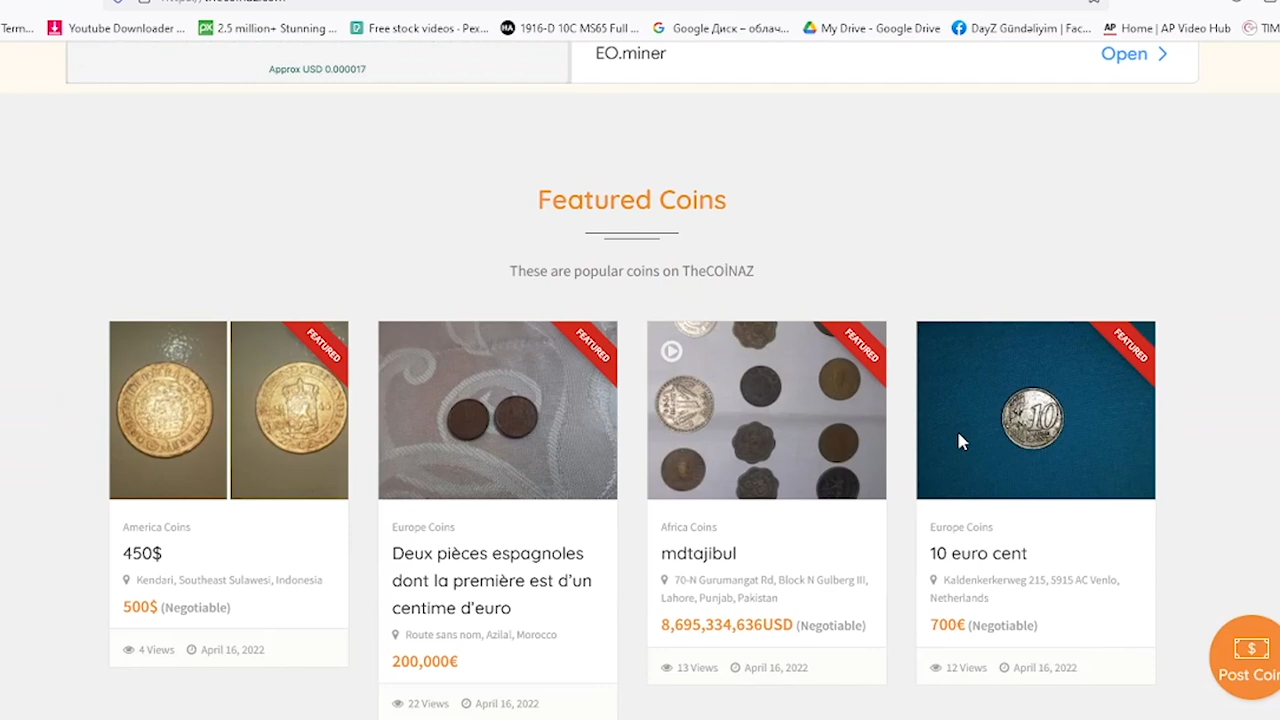 Term...
Youtube Downloader ...
2.5 million+ Stunning ...
Free stock videos - Pex...
1916-D 10C MS65 Full ...
Google Диск – облач...
My Drive - Google Drive
DayZ Gündəliyim | Fac...
Home | AP Video Hub
Approx USD 0.000017
EO.miner
Open
Featured Coins
These are popular coins on TheCOİNAZ
FEATURED
FEATURED
FEATURED
FEATURED
10
America Coins
450$
Kendari, Southeast Sulawesi, Indonesia
500$ (Negotiable)
4 Views
April 16, 2022
Europe Coins
Deux pièces espagnoles
dont la première est d'un
centime d'euro
Route sans nom, Azilal, Morocco
200,000€
22 Views
April 16, 2022
Africa Coins
mdtajibul
70-N Gurumangat Rd, Block N Gulberg III,
Lahore, Punjab, Pakistan
8,695,334,636USD (Negotiable)
13 Views
April 16, 2022
Europe Coins
10 euro cent
Kaldenkerkerweg 215, 5915 AC Venlo,
Netherlands
700€ (Negotiable)
12 Views
April 16, 2022
$
Post Coin